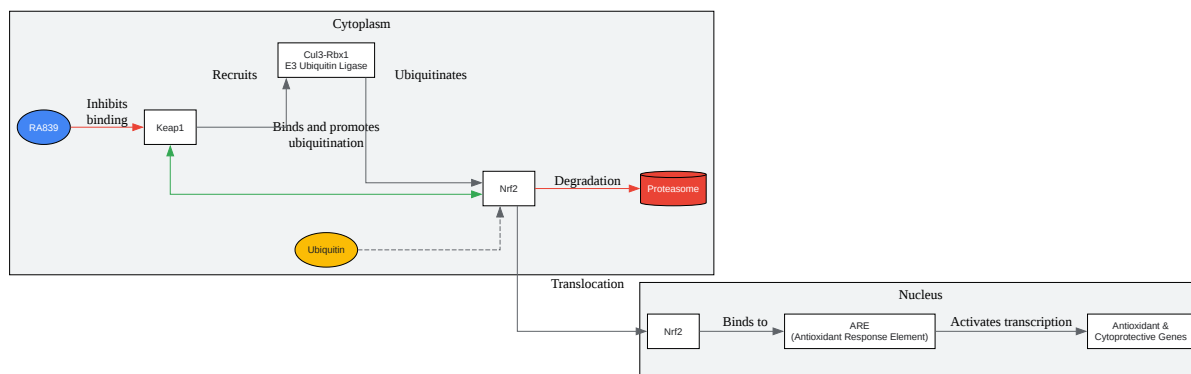 Cytoplasm
Cul3-Rbx1
E3 Ubiquitin Ligase
Recruits
Ubiquitinates
Inhibits
binding
RA839
Keap1
Binds and promotes
ubiquitination
Nrf2
Degradation
Proteasome
Ubiquitin
Translocation
Nucleus
Nrf2
Binds to
ARE
(Antioxidant Response Element)
Activates transcription
Antioxidant &
Cytoprotective Genes